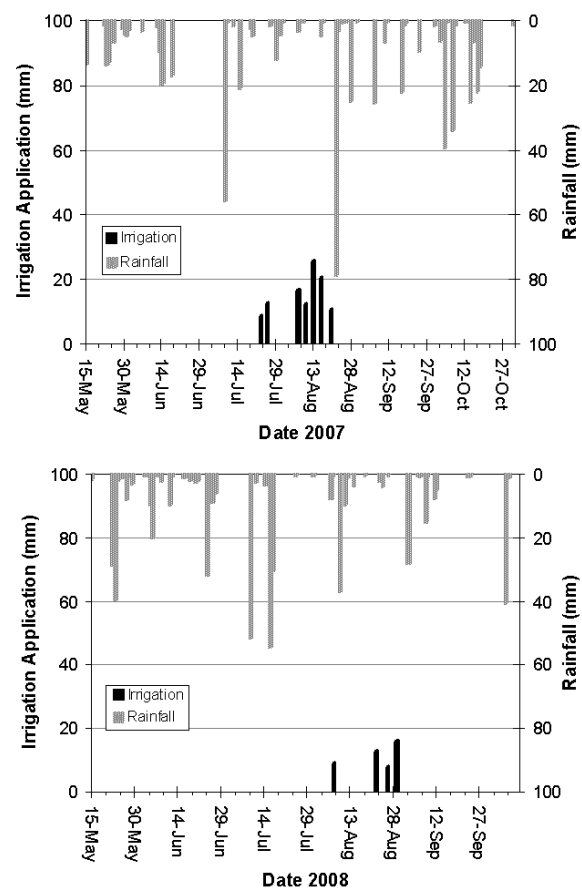 Irrigation Application (mm)
100
80
60
40
20
0
0
20
40
60
80
100
Rainfall (mm)
Irrigation
Rainfall
15-May
30-May
14-Jun
29-Jun
14-Jul
29-Jul
13-Aug
28-Aug
12-Sep
27-Sep
12-Oct
27-Oct
Date 2007
Irrigation Application (mm)
100
80
60
40
20
0
0
20
40
60
80
100
Rainfall (mm)
Irrigation
Rainfall
15-May
30-May
14-Jun
29-Jun
14-Jul
29-Jul
13-Aug
28-Aug
12-Sep
27-Sep
Date 2008